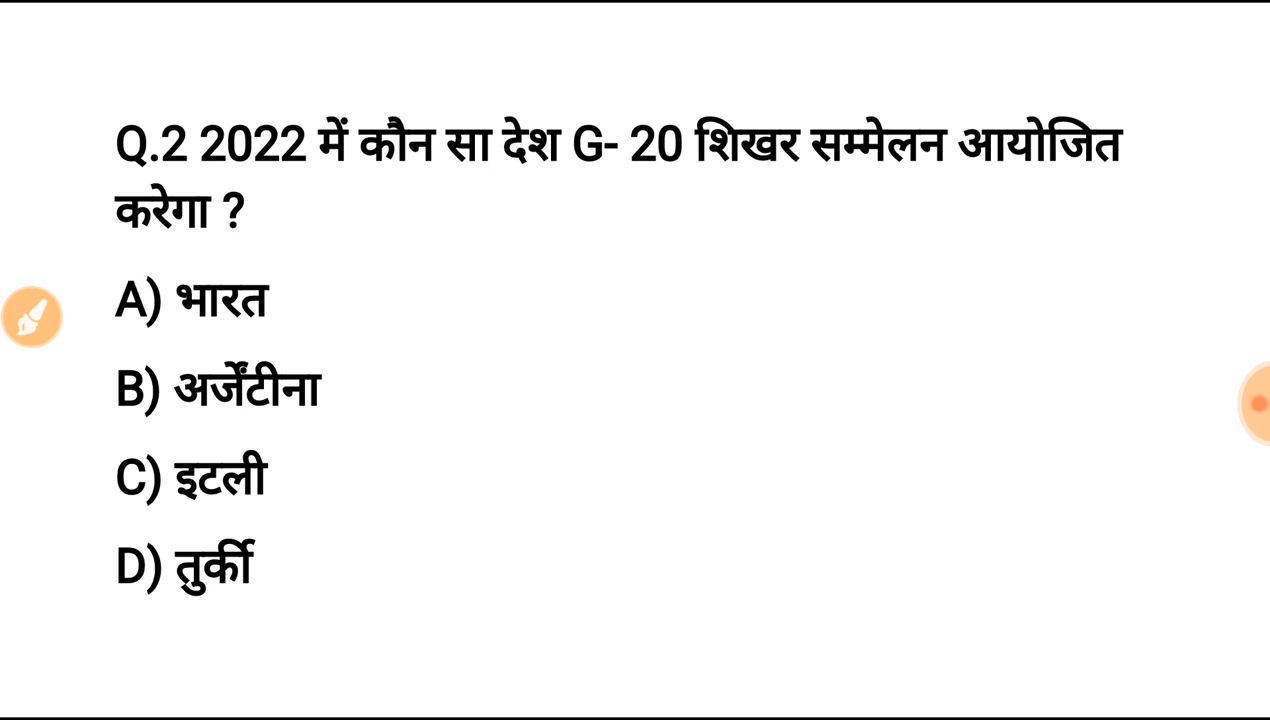 Q.2 2022 में कौन सा देश G- 20 शिखर सम्मेलन आयोजित
करेगा ?
A) भारत
B) अर्जेंटीना
C) इटली
D) तुर्की